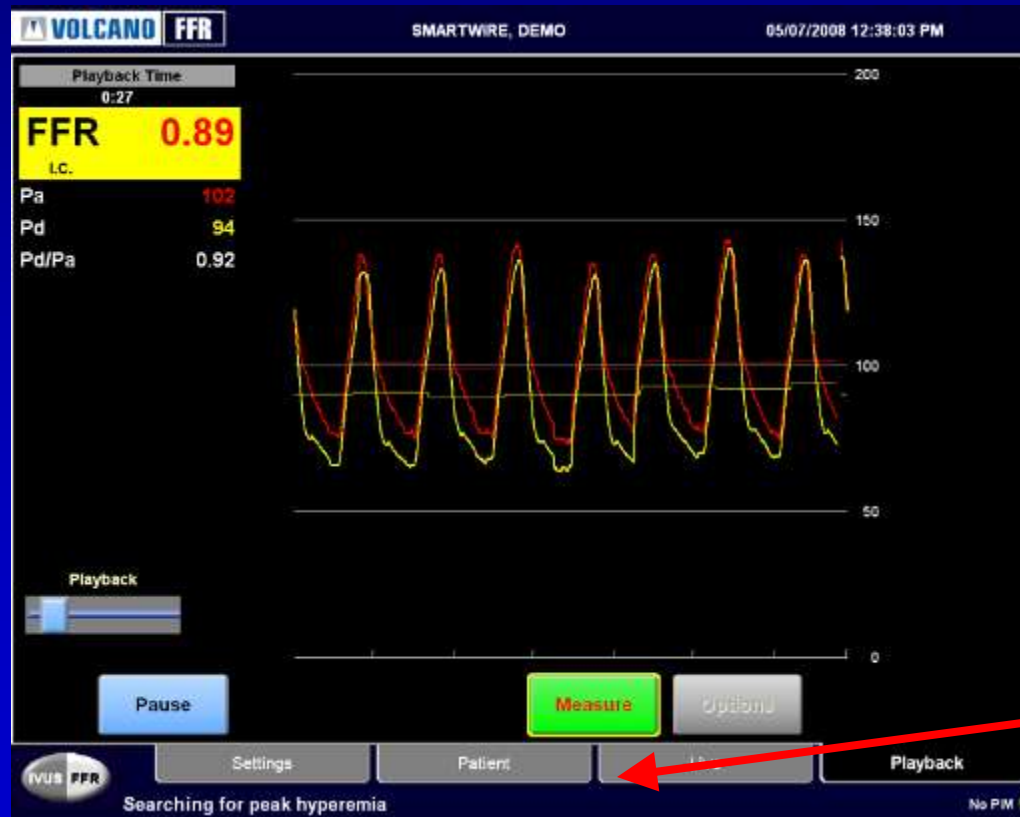 VOLCANO FFR SMARTWIRE, DEMO 05/07/2008 12:38:03 PM
Playback Time
0:27
FFR 0.89
I.C.
Pa 102
Pd 94
Pd/Pa 0.92
200
150
100
50
0
Playback
Pause Measure Options
IVUS FFR Settings Patient Playback
Searching for peak hyperemia No PIM